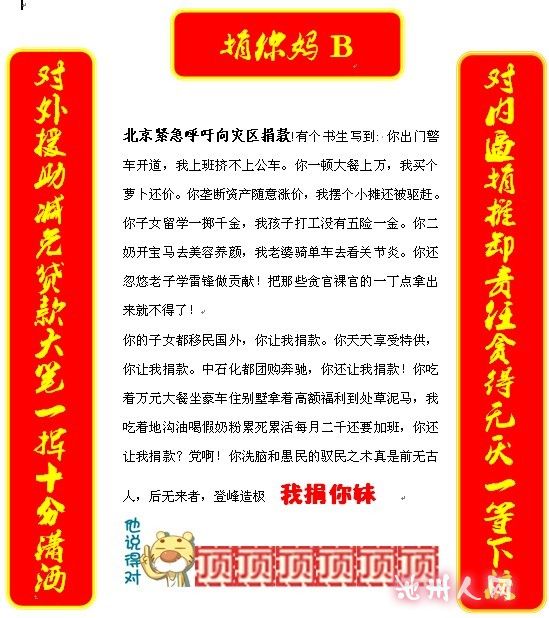 捐你妈 B
对外援助减免贷款大笔一挥十分潇洒
北京紧急呼吁向灾区捐款!有个书生写到: 你出门警
车开道，我上班挤不上公车。你一顿大餐上万，我买个
萝卜还价。你垄断资产随意涨价，我摆个小摊还被驱赶。
你子女留学一掷千金，我孩子打工没有五险一金。你二
奶开宝马去美容养颜，我老婆骑单车去看关节炎。你还
忽悠老子学雷锋做贡献！把那些贪官裸官的一丁点拿出
来就不得了！
你的子女都移民国外，你让我捐款。你天天享受特供，
你让我捐款。中石化都团购奔驰，你还让我捐款！你吃
着万元大餐坐豪车住别墅拿着高额福利到处草泥马，我
吃着地沟油喝假奶粉累死累活每月二千还要加班，你还
让我捐款？党啊！你洗脑和愚民的驭民之术真是前无古
人，后无来者，登峰造极 我捐你妹
他说得对
顶顶顶顶顶顶顶
对内逼捐推卸责任贪得无厌一等下
池州人网